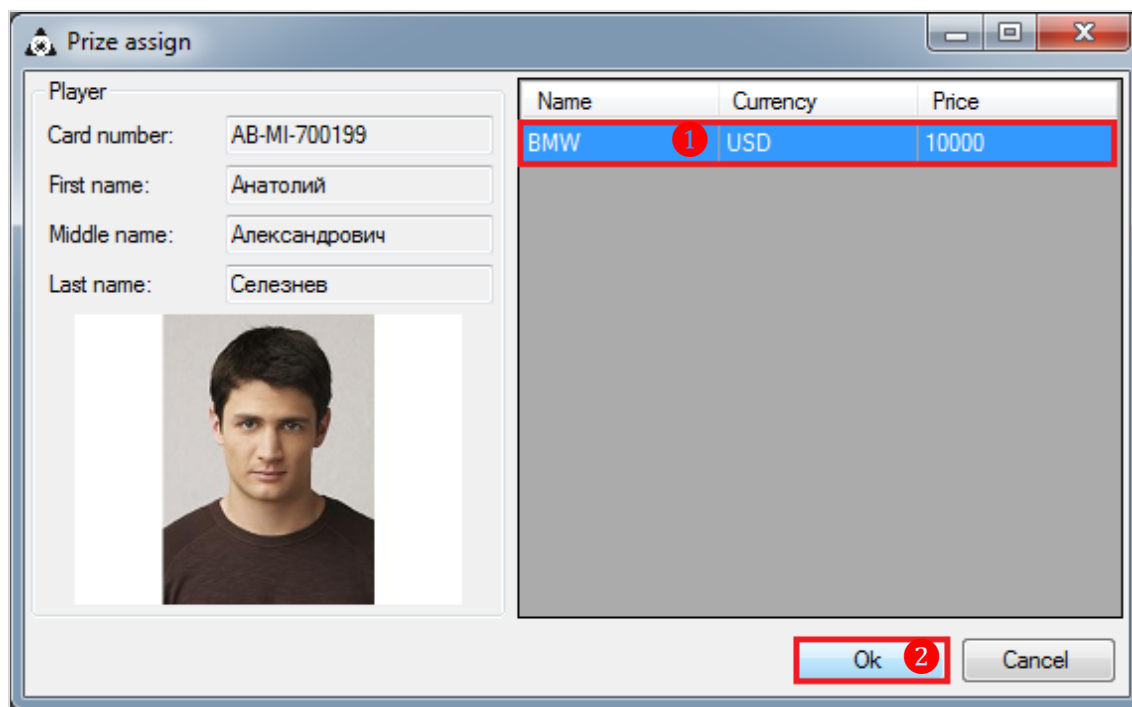 Prize assign
Player
Card number: AB-MI-700199
First name: Анатолий
Middle name: Александрович
Last name: Селезнев
Name Currency Price
BMW 1 USD 10000
Ok 2 Cancel